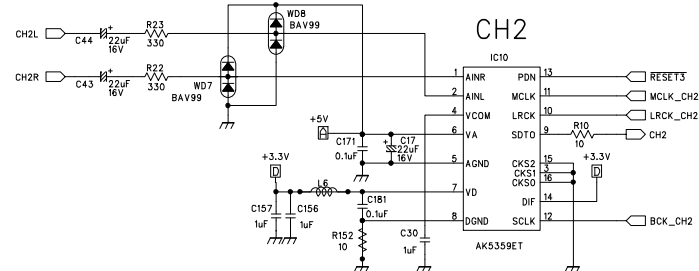 WD8
BAV99
CH2
CH2L
C44
+
22uF
16V
R23
330
IC10
CH2R
C43
+
22uF
16V
R22
330
WD7
BAV99
1 AINR PDN 13 RESET3
2 AINL MCLK 11 MCLK_CH2
4 VCOM LRCK 10 LRCK_CH2
+5V
A
6 VA SDTO 9 R10 10 CH2
C171
0.1uF
+
C17
22uF
16V
5 AGND CKS2 15
CKS1 3
CKS0 16
+3.3V
D
+3.3V
D
L6
7 VD DIF 14
C157
1uF
C156
1uF
C181
0.1uF
8 DGND SCLK 12 BCK_CH2
R152
10
C30
1uF
AK5359ET